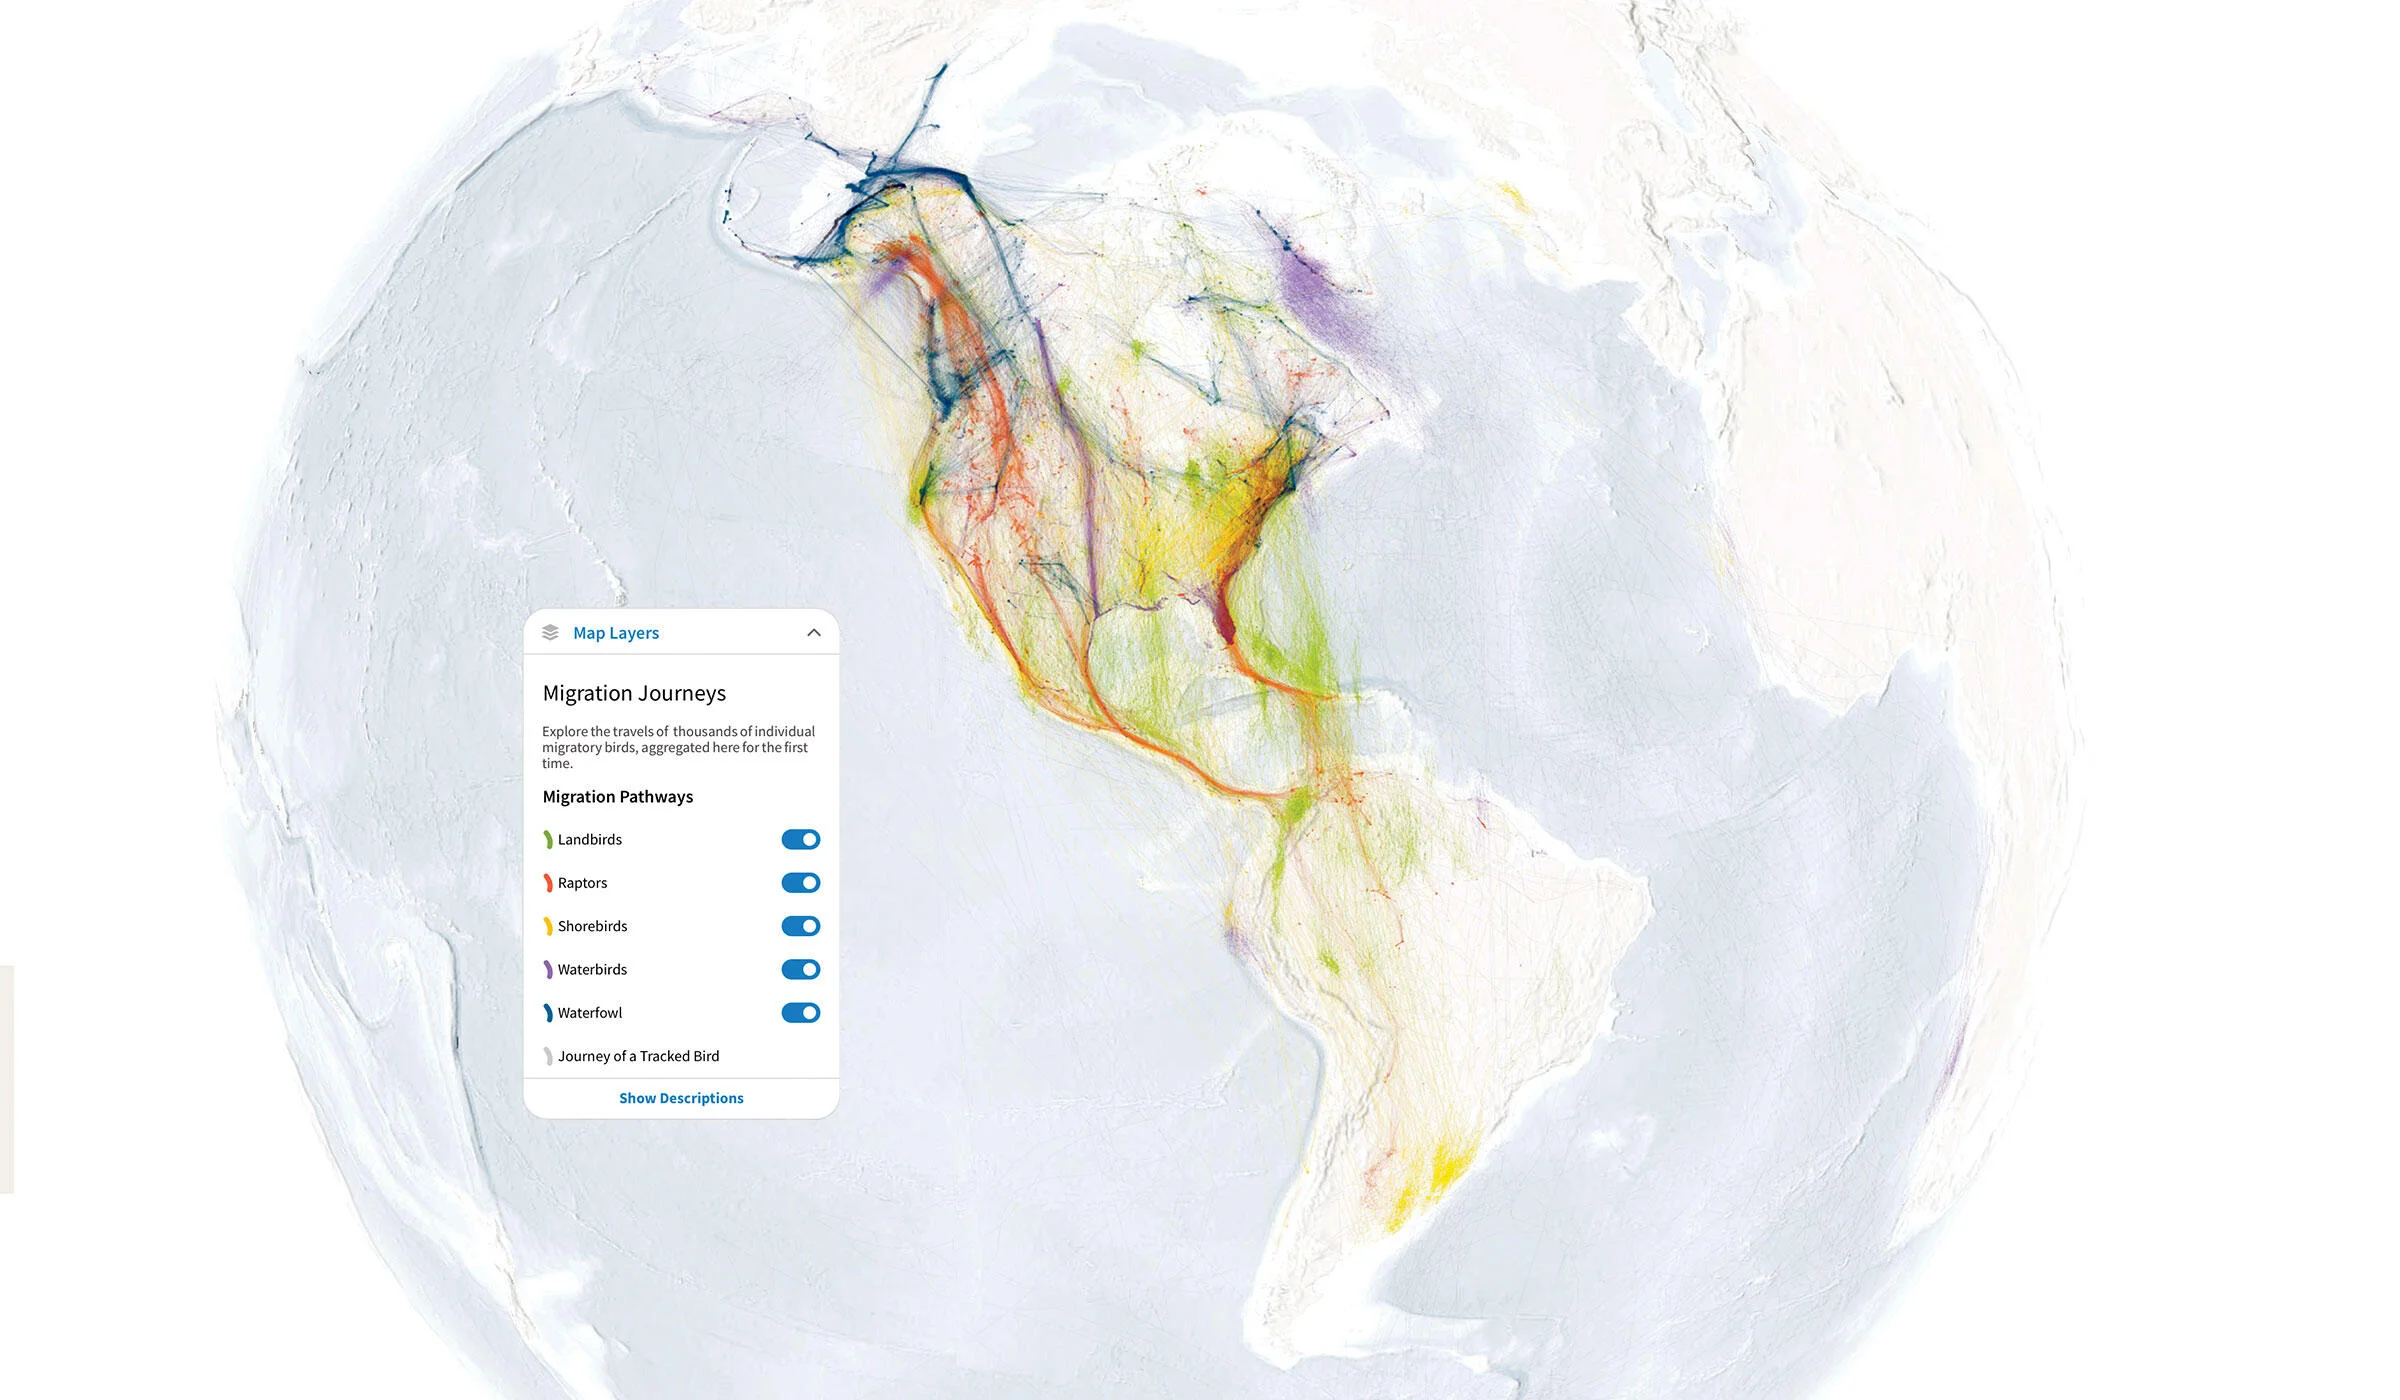 Map Layers
Migration Journeys
Explore the travels of thousands of individual
migratory birds, aggregated here for the first
time.
Migration Pathways
Landbirds
Raptors
Shorebirds
Waterbirds
Waterfowl
Journey of a Tracked Bird
Show Descriptions